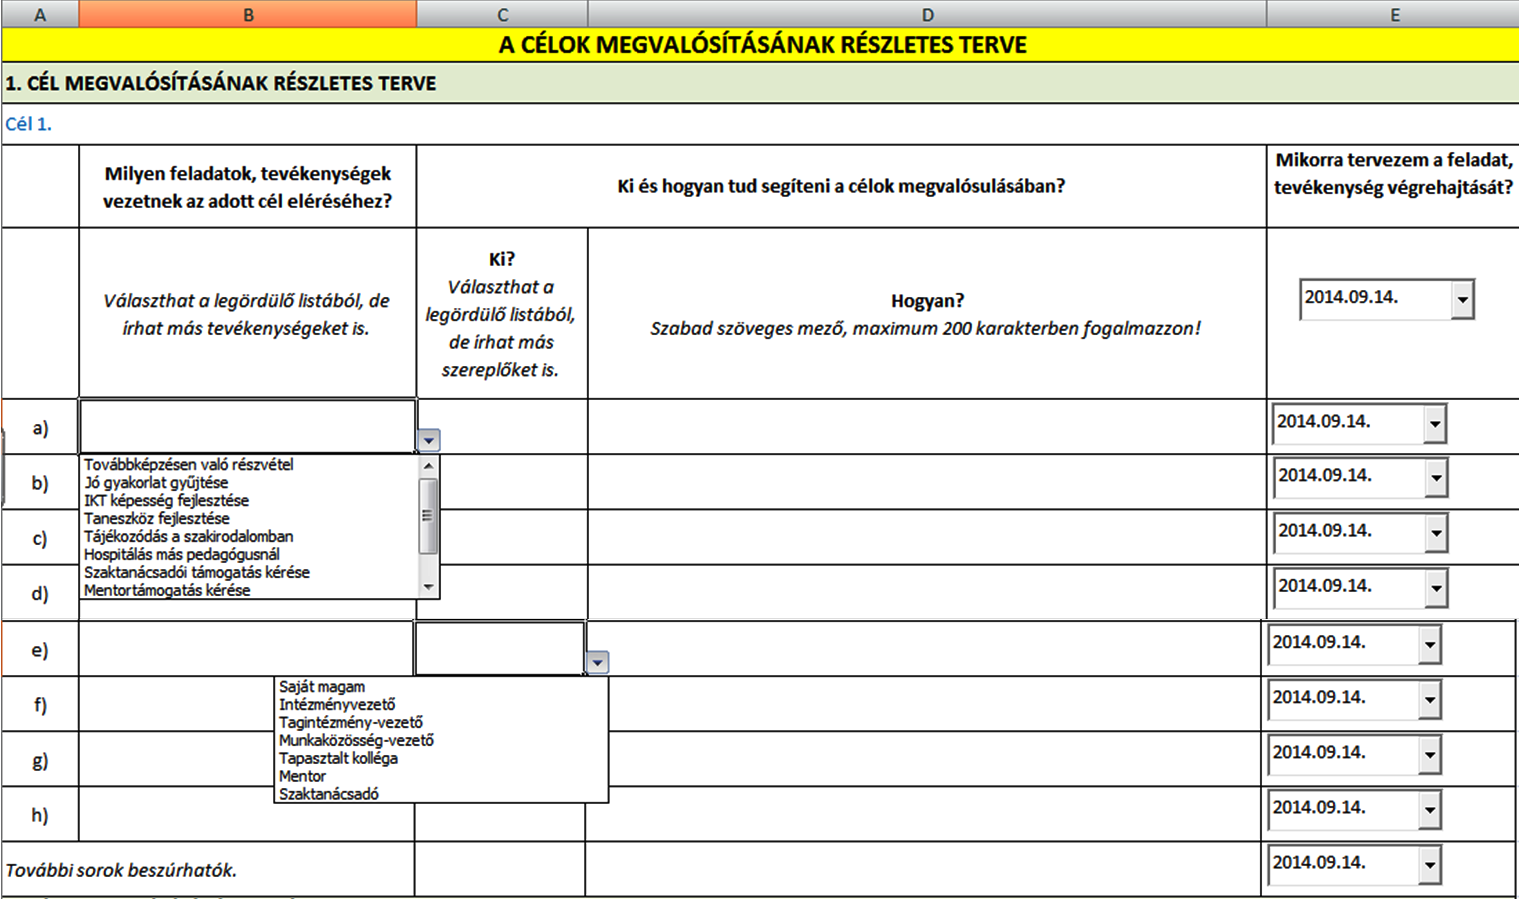 A B C D E
A CÉLOK MEGVALÓSÍTÁSÁNAK RÉSZLETES TERVE
1. CÉL MEGVALÓSÍTÁSÁNAK RÉSZLETES TERVE
Cél 1.
Milyen feladatok, tevékenységek
vezetnek az adott cél eléréséhez?
Ki és hogyan tud segíteni a célok megvalósulásában?
Mikorra tervezem a feladat,
tevékenység végrehajtását?
Választhat a legördülő listából, de
írhat más tevékenységeket is.
Ki?
Választhat a
legördülő listából,
de írhat más
szereplőket is.
Hogyan?
Szabad szöveges mező, maximum 200 karakterben fogalmazzon!
2014.09.14.
a)
2014.09.14.
Továbbképzésen való részvétel
Jó gyakorlat gyűjtése
IKT képesség fejlesztése
Taneszköz fejlesztése
Tájékozódás a szakirodalomban
Hospitálás más pedagógusnál
Szaktanácsadói támogatás kérése
Mentortámogatás kérése
b)
2014.09.14.
c)
2014.09.14.
d)
2014.09.14.
e)
2014.09.14.
Saját magam
Intézményvezető
Tagintézmény-vezető
Munkaközösség-vezető
Tapasztalt kolléga
Mentor
Szaktanácsadó
f)
2014.09.14.
g)
2014.09.14.
h)
2014.09.14.
További sorok beszúrhatók.
2014.09.14.